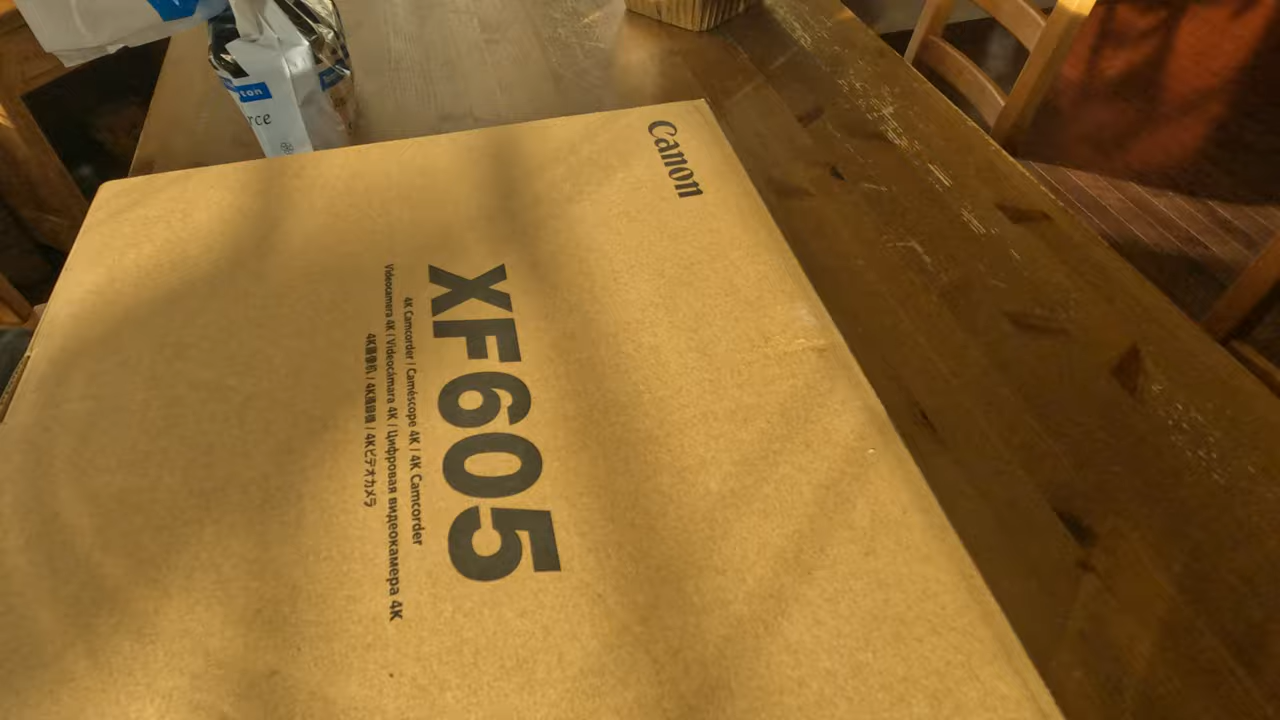 Canon
XF605
4K Camcorder / Caméscope 4K / 4K Camcorder
Videocamera 4K / Videocámara 4K / Цифровая видеокамера 4K
4K摄像机 / 4K攝錄機 / 4Kビデオカメラ
ton
rce